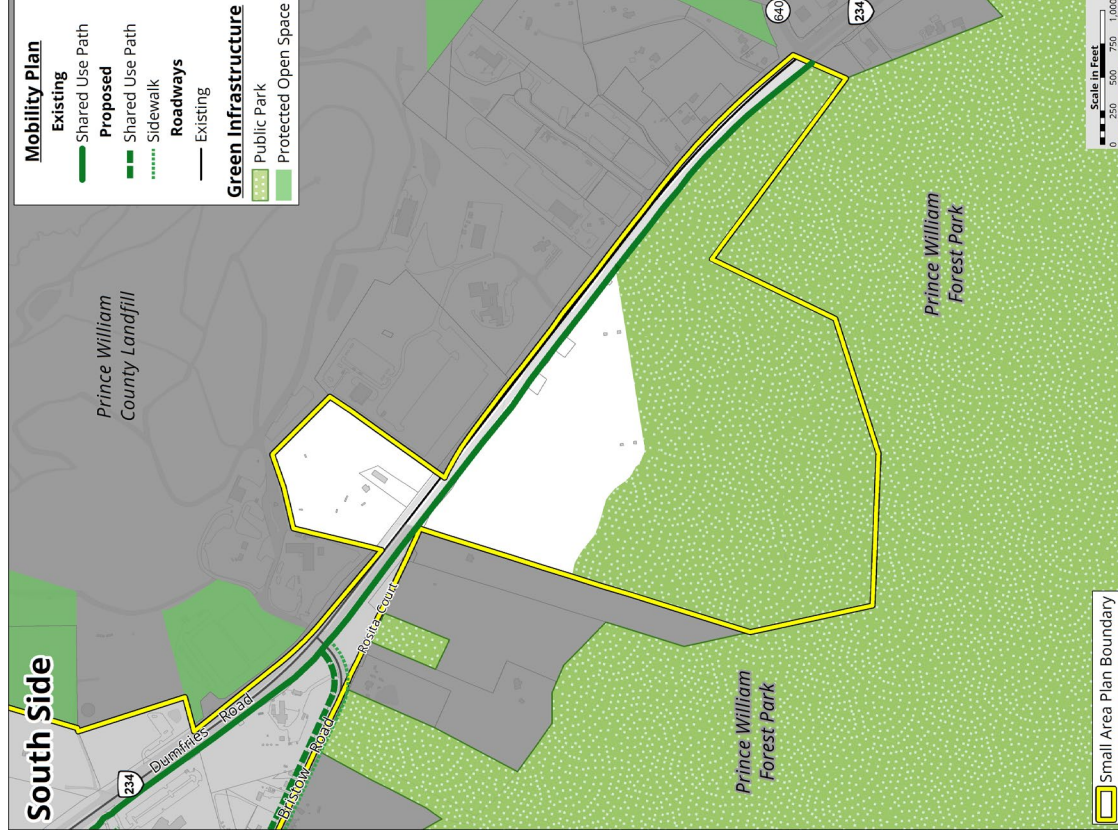 South Side
Mobility Plan
Existing
Shared Use Path
Proposed
Shared Use Path
Sidewalk
Roadways
Existing
Green Infrastructure
Public Park
Protected Open Space
Prince William
County Landfill
234
Dumfries Road
Bristow Road
Rosita Court
640
234
Prince William
Forest Park
Prince William
Forest Park
Small Area Plan Boundary
Scale in Feet
0 250 500 750 1,000